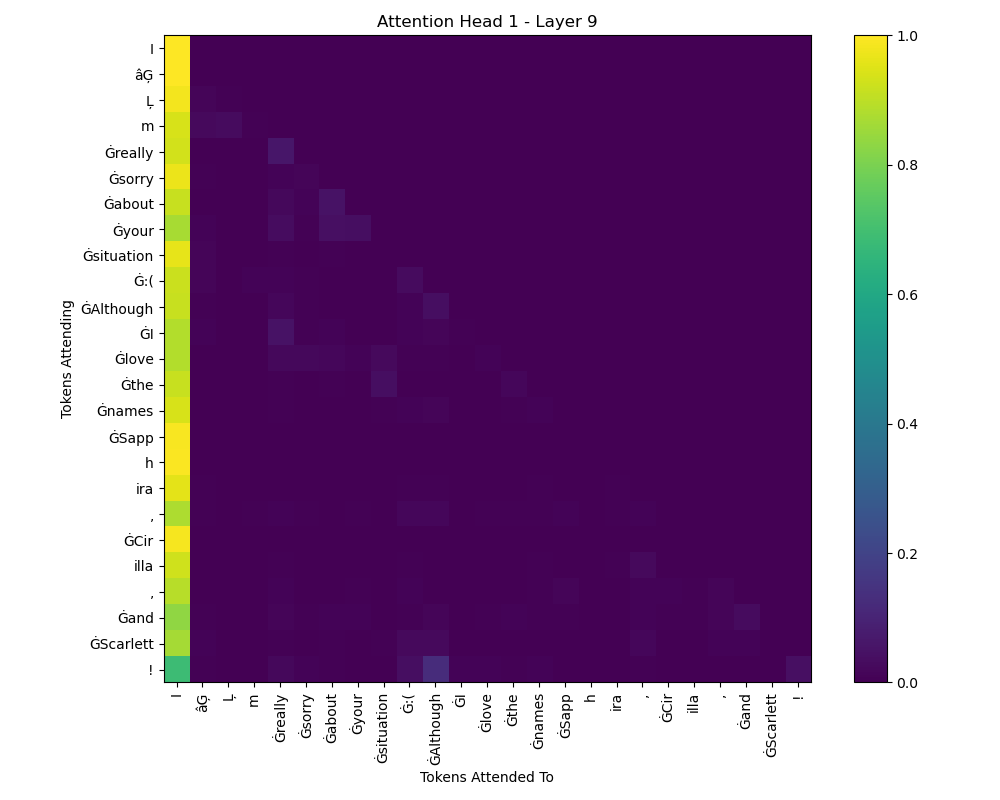 Attention Head 1 - Layer 9
I
âĢ
Ļ
m
Ġreally
Ġsorry
Ġabout
Ġyour
Ġsituation
Ġ:(
ĠAlthough
ĠI
Ġlove
Ġthe
Ġnames
ĠSapp
h
ira
,
ĠCir
illa
,
Ġand
ĠScarlett
!
Tokens Attending
I
âĢ
Ļ
m
Ġreally
Ġsorry
Ġabout
Ġyour
Ġsituation
Ġ:(
ĠAlthough
ĠI
Ġlove
Ġthe
Ġnames
ĠSapp
h
ira
,
ĠCir
illa
,
Ġand
ĠScarlett
!
Tokens Attended To
1.0
0.8
0.6
0.4
0.2
0.0